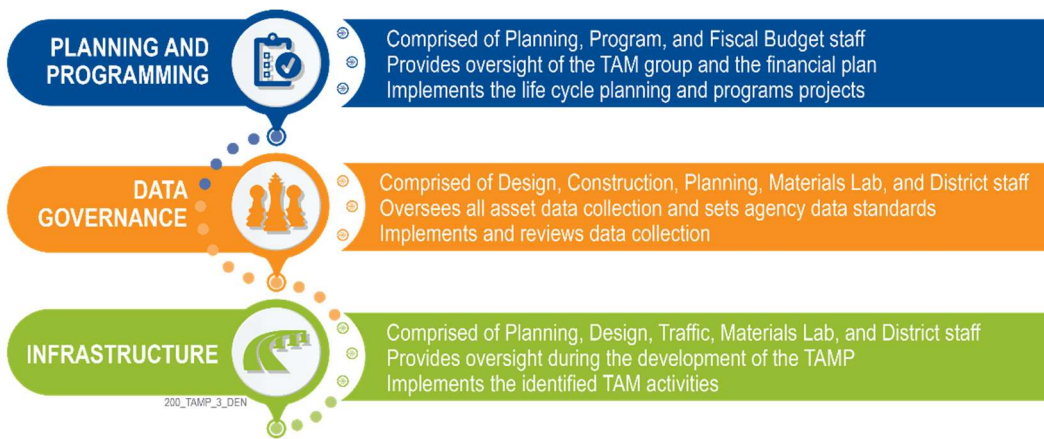 PLANNING AND
PROGRAMMING
Comprised of Planning, Program, and Fiscal Budget staff
Provides oversight of the TAM group and the financial plan
Implements the life cycle planning and programs projects
DATA
GOVERNANCE
Comprised of Design, Construction, Planning, Materials Lab, and District staff
Oversees all asset data collection and sets agency data standards
Implements and reviews data collection
INFRASTRUCTURE
Comprised of Planning, Design, Traffic, Materials Lab, and District staff
Provides oversight during the development of the TAMP
Implements the identified TAM activities
200_TAMP_3_DEN